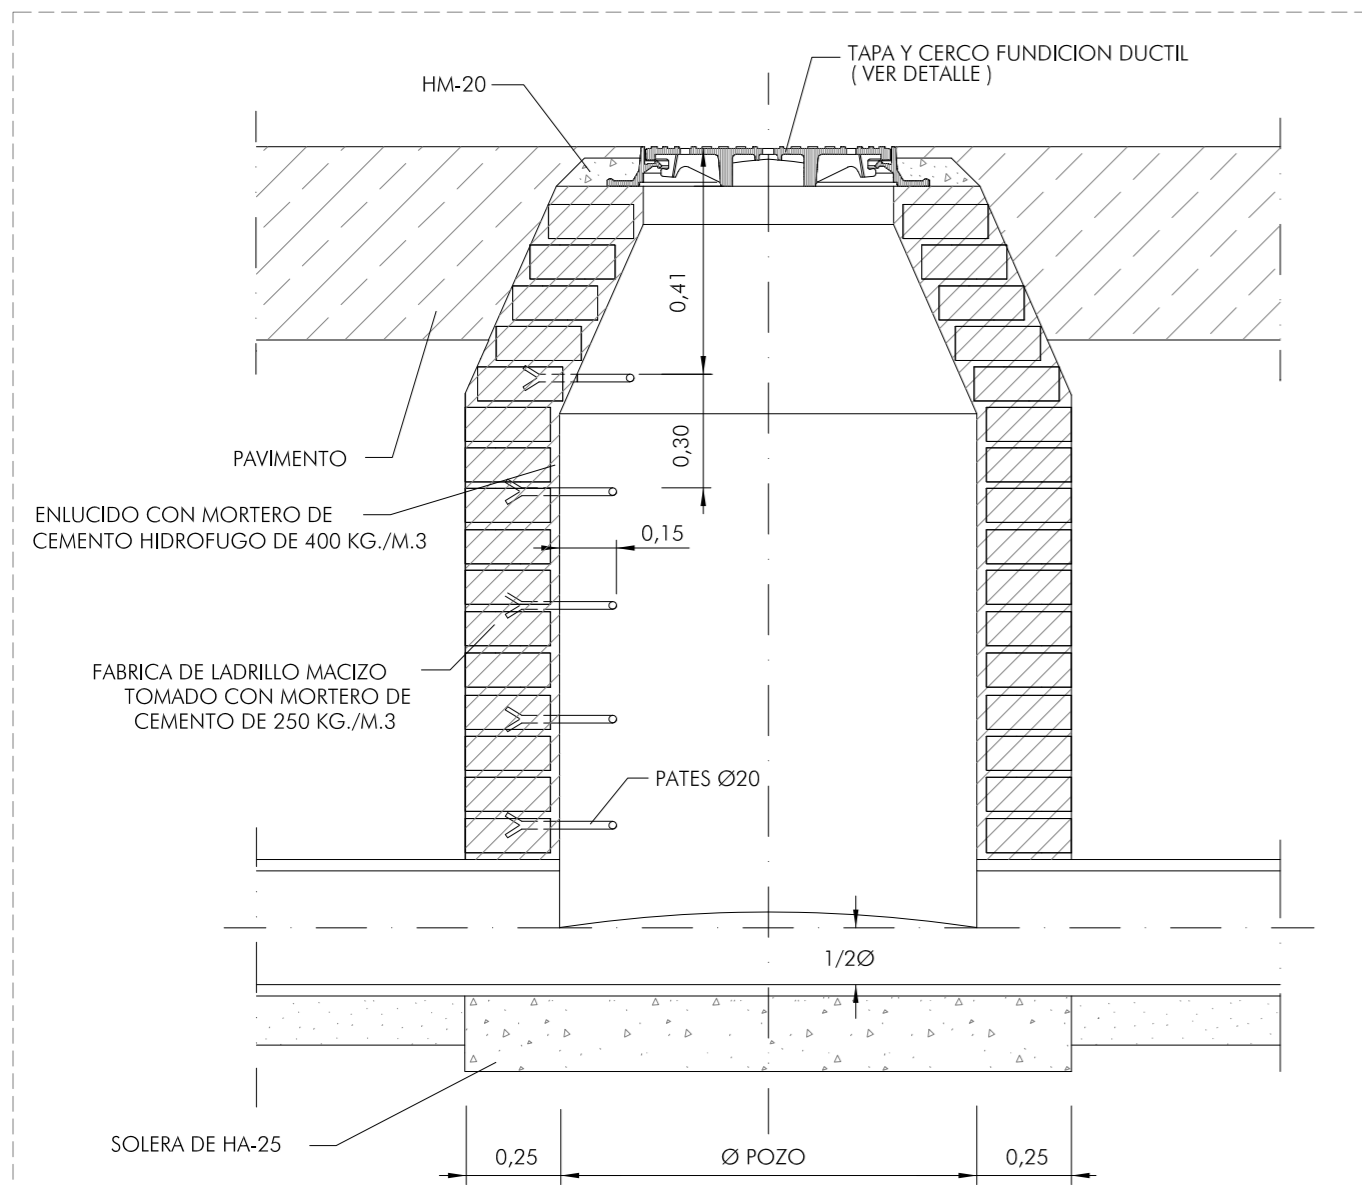 TAPA Y CERCO FUNDICION DUCTIL
( VER DETALLE )
HM-20
0,41
0,30
PAVIMENTO
ENLUCIDO CON MORTERO DE
CEMENTO HIDROFUGO DE 400 KG./M.3
0,15
FABRICA DE LADRILLO MACIZO
TOMADO CON MORTERO DE
CEMENTO DE 250 KG./M.3
PATES Ø20
1/2Ø
SOLERA DE HA-25
0,25
Ø POZO
0,25